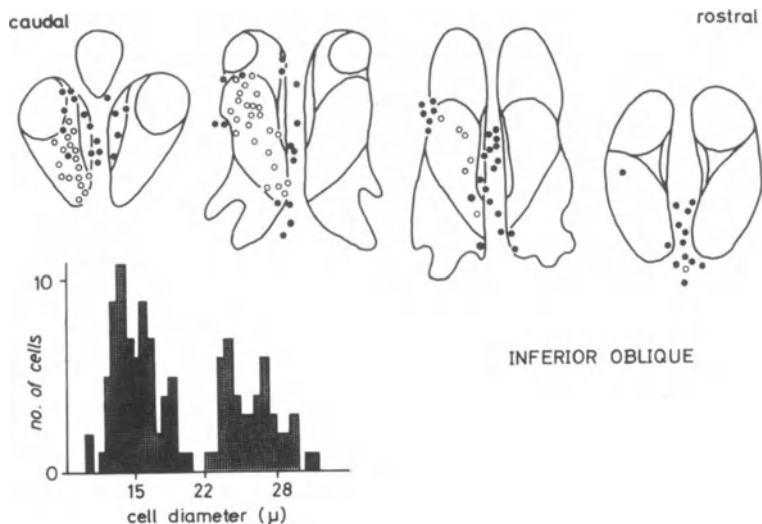 caudal
rostral
10
0
no. of cells
15
22
28
cell diameter (μ)
INFERIOR OBLIQUE